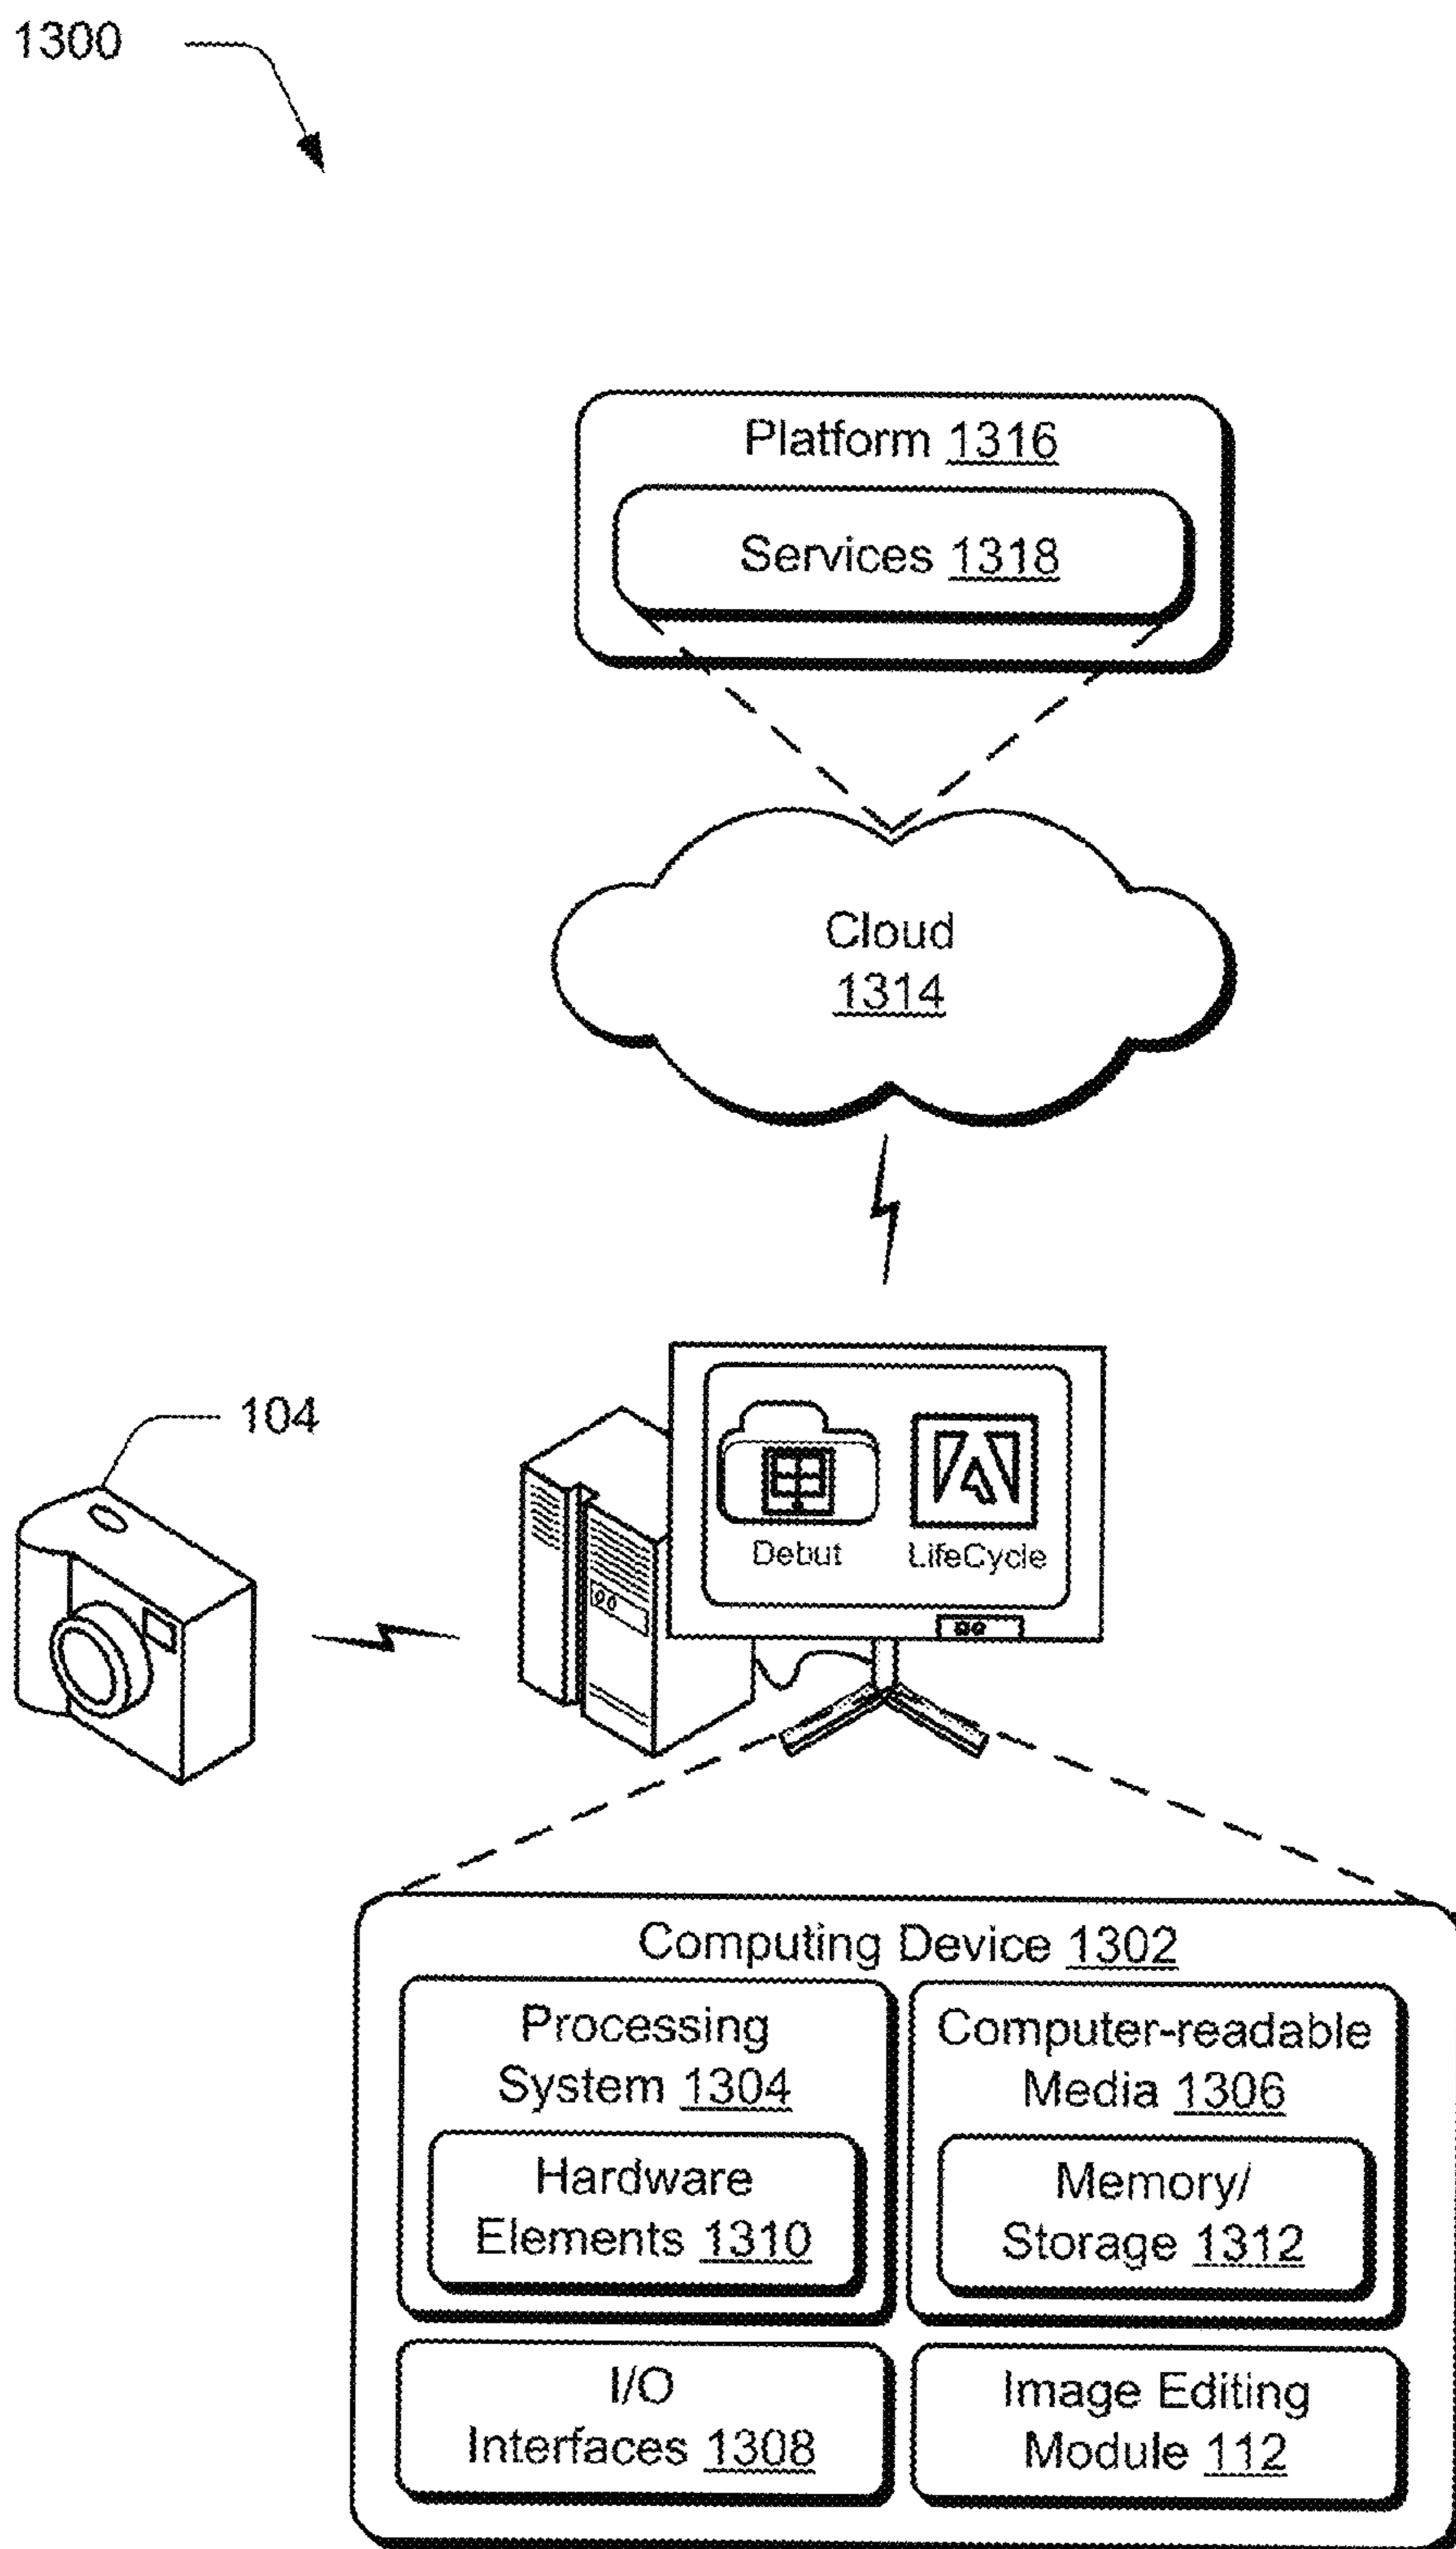 1300
Platform 1316
Services 1318
Cloud
1314
104
Debut
LifeCycle
Computing Device 1302
Processing
System 1304
Hardware
Elements 1310
Computer-readable
Media 1306
Memory/
Storage 1312
I/O
Interfaces 1308
Image Editing
Module 112